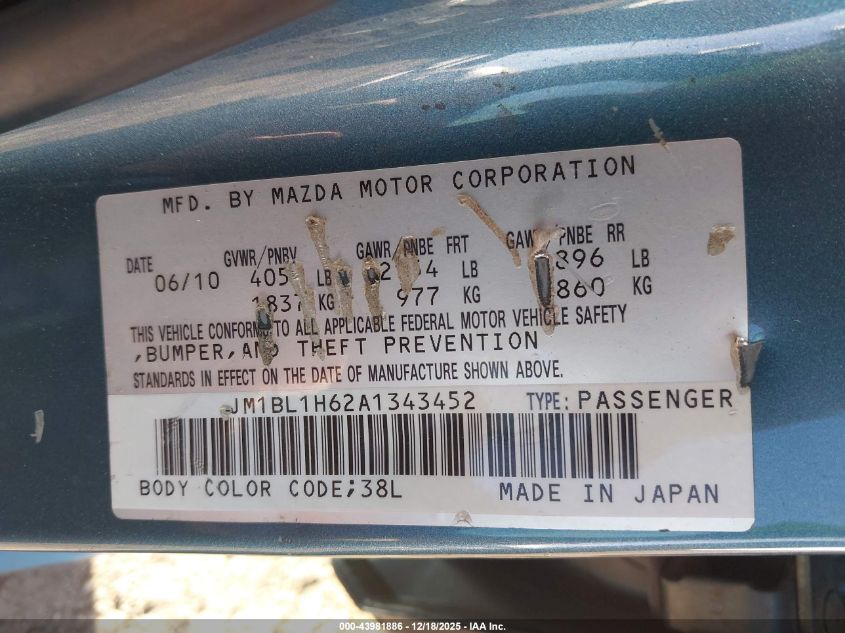 MFD. BY MAZDA MOTOR CORPORATION
DATE GVWR/PNBV GAWR/PNBE FRT GAWR/PNBE RR
06/10 LB LB LB
1837 KG 977 KG 860 KG
THIS VEHICLE CONFORMS TO ALL APPLICABLE FEDERAL MOTOR VEHICLE SAFETY
,BUMPER,AND THEFT PREVENTION
STANDARDS IN EFFECT ON THE DATE OF MANUFACTURE SHOWN ABOVE.
JM1BL1H62A1343452 TYPE: PASSENGER
BODY COLOR CODE;38L MADE IN JAPAN
000-43981886 - 12/18/2025 - IAA Inc.